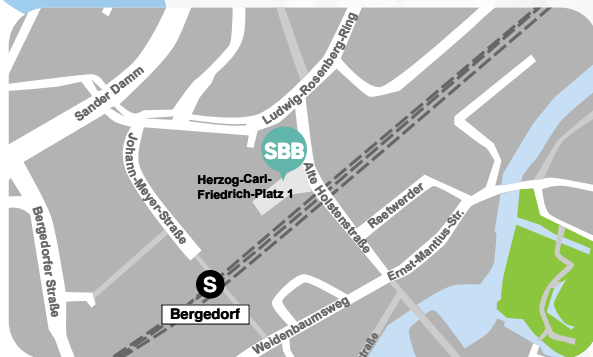 Sander Damm
Ludwig-Rosenberg-Ring
SBB
Herzog-Carl-
Friedrich-Platz 1
Johann-Meyer-Straße
Alte Holstenstraße
Reetwerder
Bergedorfer Straße
Ernst-Mantius-Str.
S
Bergedorf
Weidenbaumsweg
straße